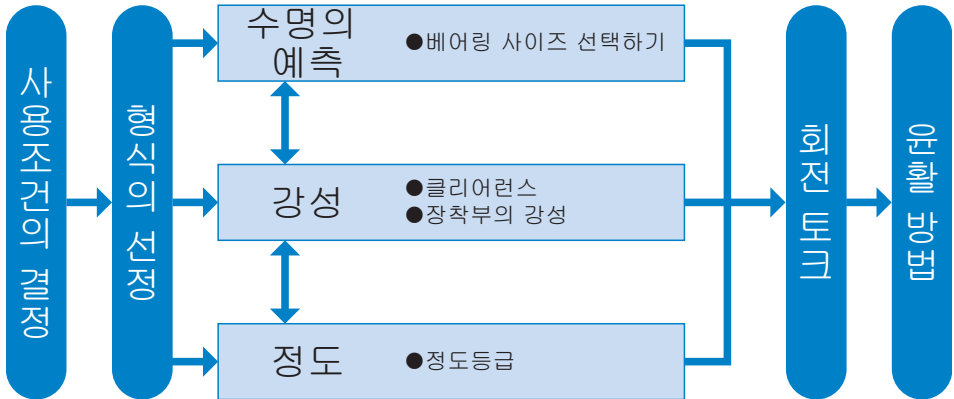 사용조건의 결정
형식의 선정
수명의
예측
●베어링 사이즈 선택하기
강성
●클리어런스
●장착부의 강성
정도
●정도등급
회전 토크
윤활 방법